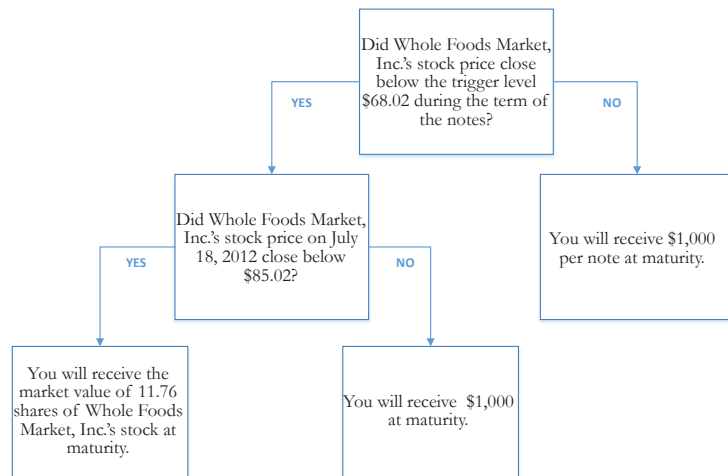 Did Whole Foods Market,
Inc.'s stock price close
below the trigger level
$68.02 during the term of
the notes?
YES
NO
Did Whole Foods Market,
Inc.'s stock price on July
18, 2012 close below
$85.02?
You will receive $1,000
per note at maturity.
YES
NO
You will receive the
market value of 11.76
shares of Whole Foods
Market, Inc.'s stock at
maturity.
You will receive $1,000
at maturity.